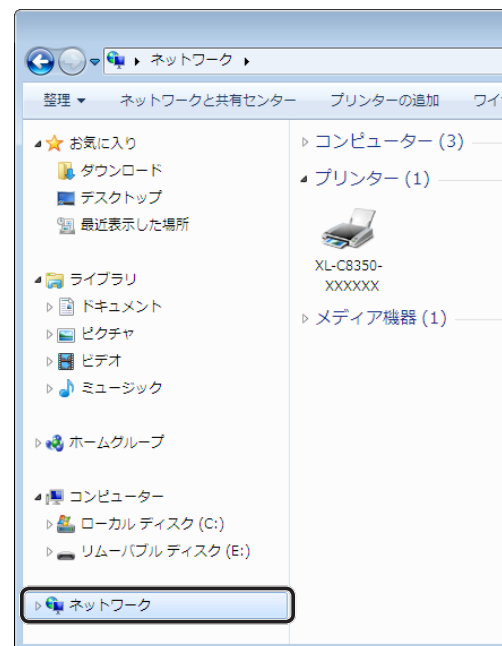 ネットワーク
整理 ネットワークと共有センター プリンターの追加 ワイ
お気に入り
ダウンロード
デスクトップ
最近表示した場所
ライブラリ
ドキュメント
ピクチャ
ビデオ
ミュージック
ホームグループ
コンピューター
ローカル ディスク (C:)
リムーバブル ディスク (E:)
ネットワーク
コンピューター (3)
プリンター (1)
XL-C8350-
XXXXXX
メディア機器 (1)